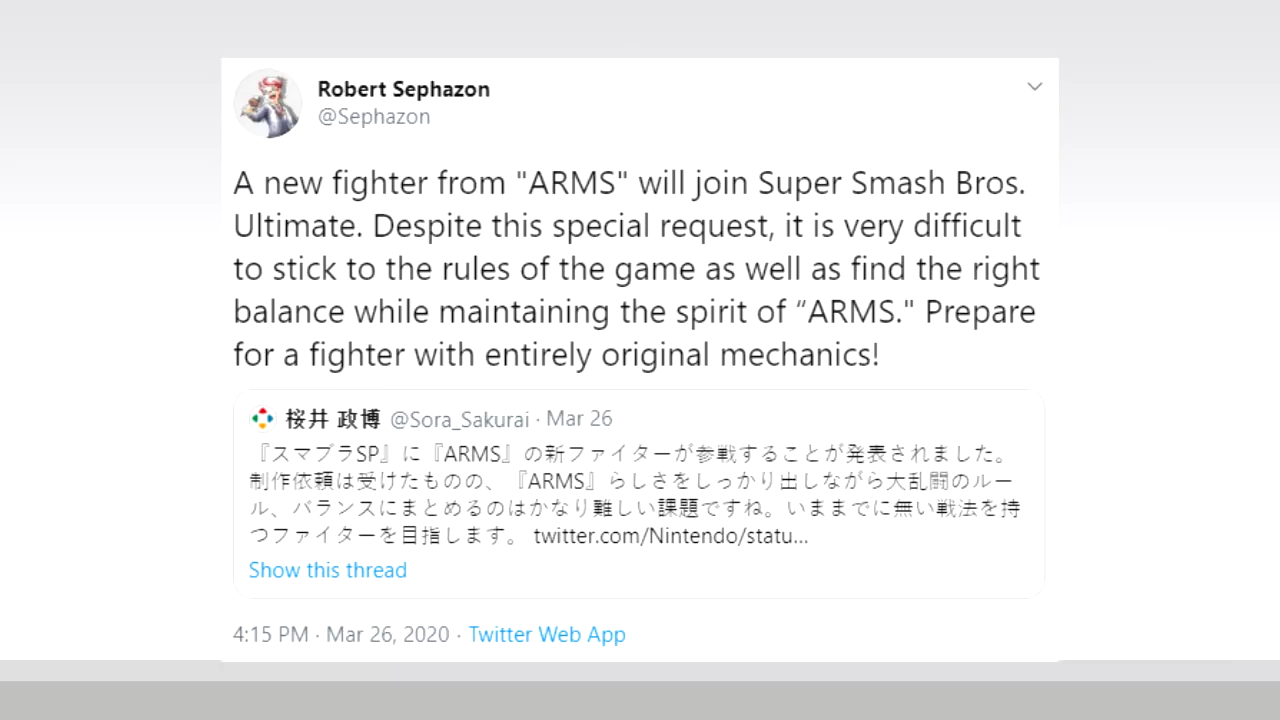 Robert Sephazon
@Sephazon
A new fighter from "ARMS" will join Super Smash Bros.
Ultimate. Despite this special request, it is very difficult
to stick to the rules of the game as well as find the right
balance while maintaining the spirit of “ARMS." Prepare
for a fighter with entirely original mechanics!
桜井 政博 @Sora_Sakurai · Mar 26
『スマブラSP』に『ARMS』の新ファイターが参戦することが発表されました。
制作依頼は受けたものの、『ARMS』らしさをしっかり出しながら大乱闘のルー
ル、バランスにまとめるのはかなり難しい課題ですね。いままでに無い戦法を持
つファイターを目指します。 twitter.com/Nintendo/statu...
Show this thread
4:15 PM · Mar 26, 2020 · Twitter Web App